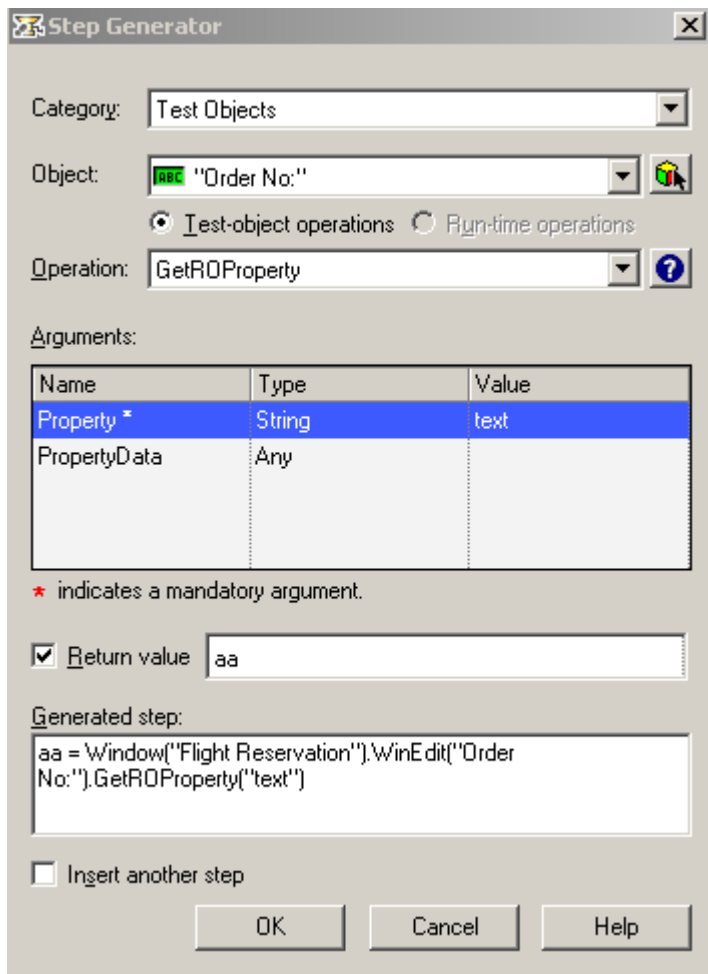 Step Generator
Category: Test Objects
Object: ABC "Order No:"
Test-object operations Run-time operations
Operation: GetROProperty
Arguments:
Name Type Value
Property * String text
PropertyData Any
* indicates a mandatory argument.
Return value aa
Generated step:
aa = Window("Flight Reservation").WinEdit("Order
No:").GetROProperty("text")
Insert another step
OK Cancel Help